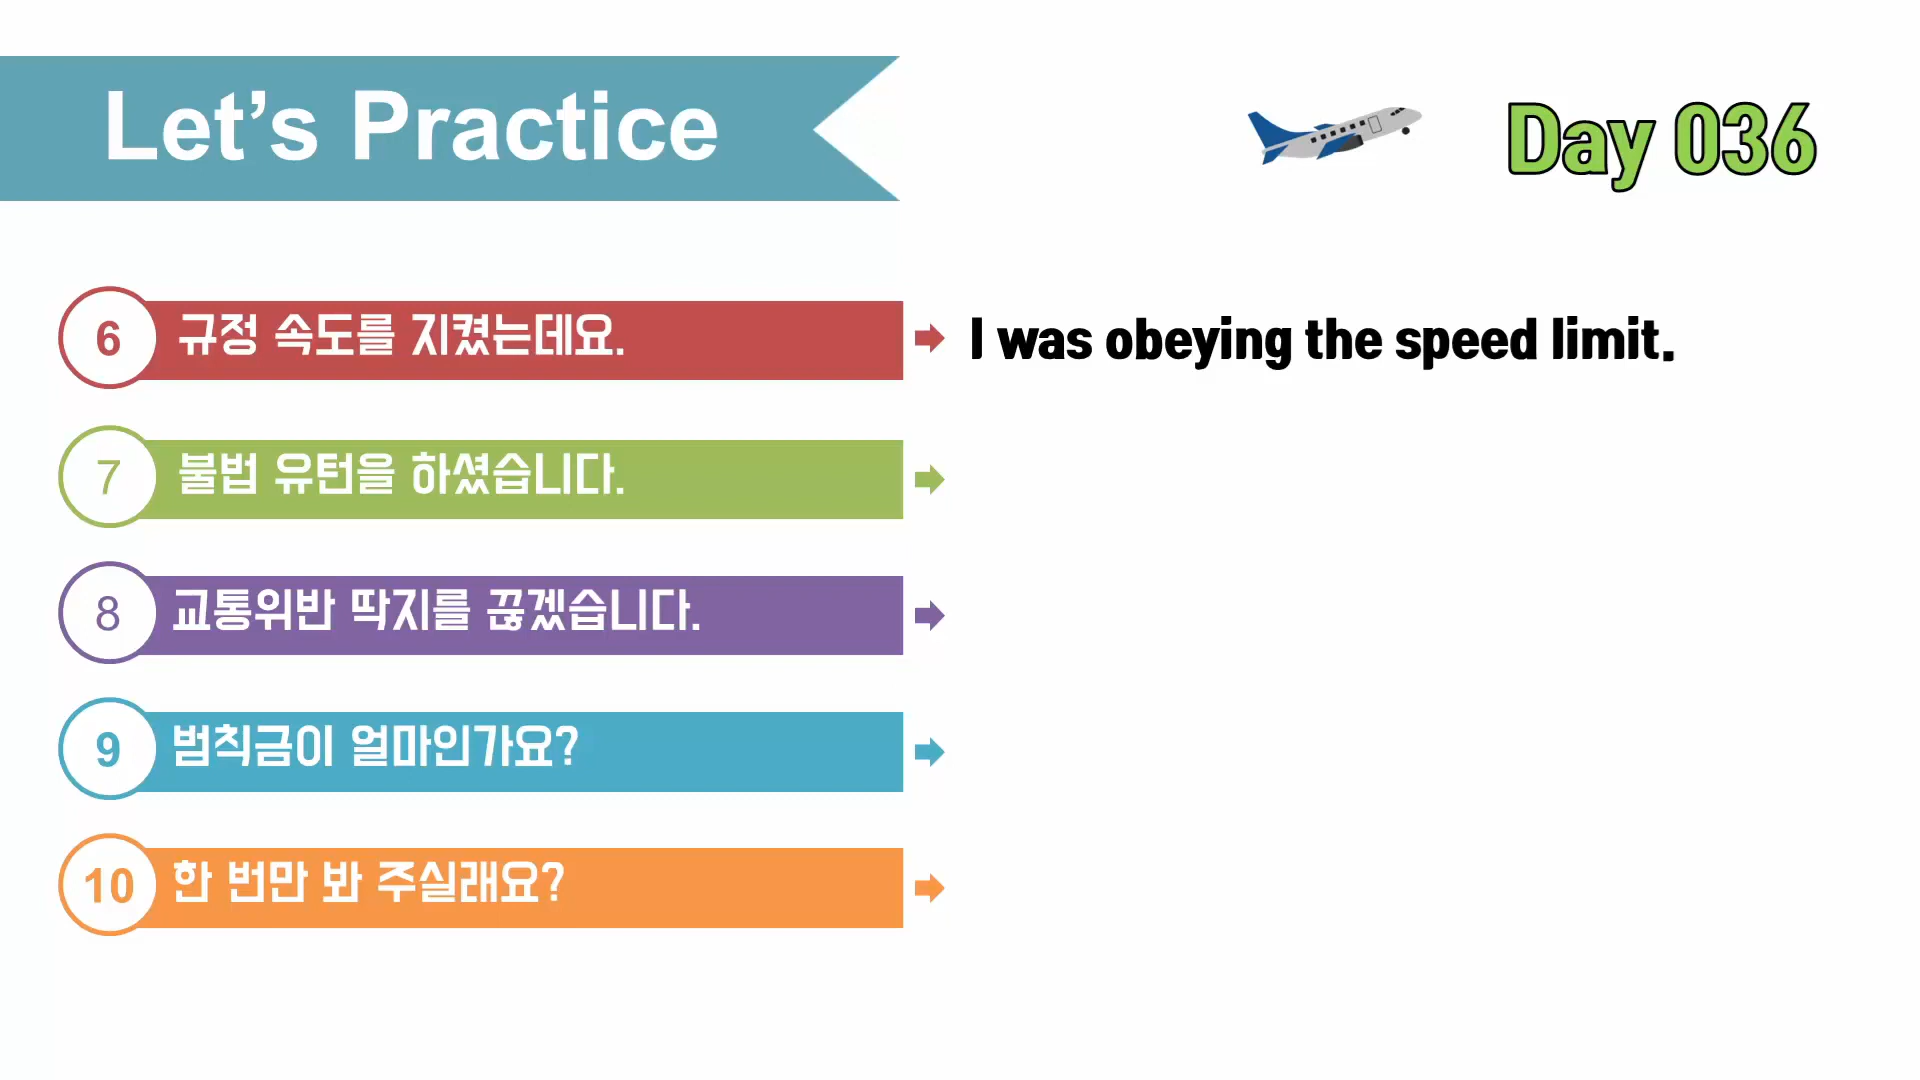 Let’s Practice
Day 036
6 규정 속도를 지켰는데요. I was obeying the speed limit.
7 불법 유턴을 하셨습니다.
8 교통위반 딱지를 끊겠습니다.
9 범칙금이 얼마인가요?
10 한 번만 봐 주실래요?